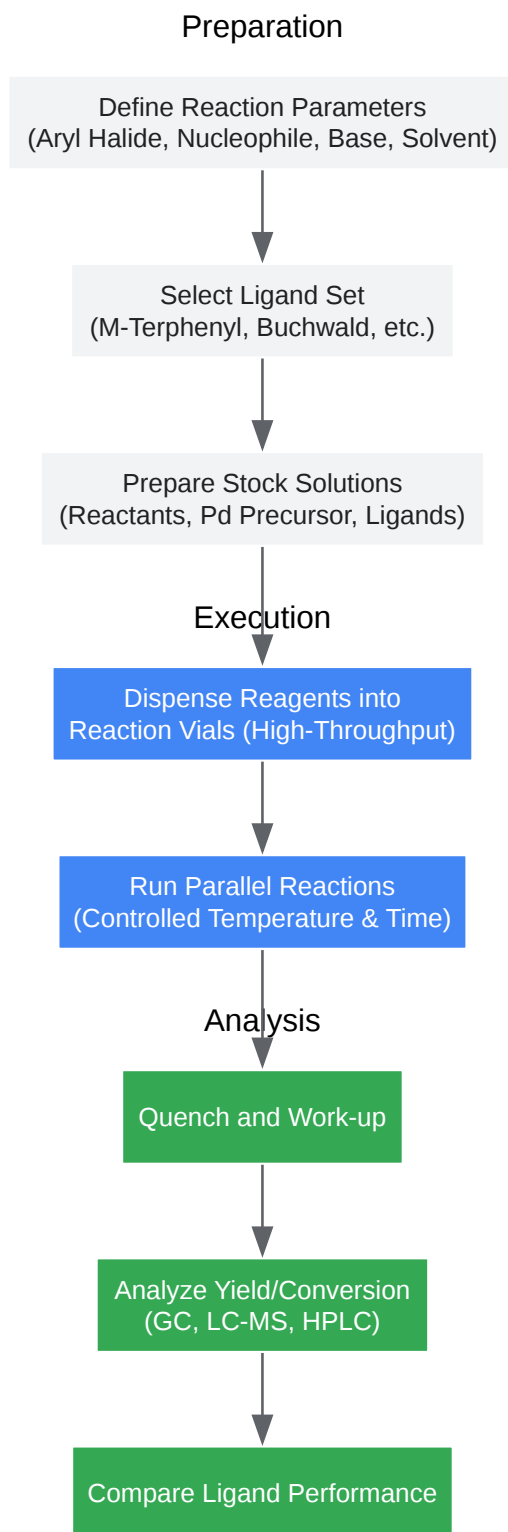 Preparation
Define Reaction Parameters
(Aryl Halide, Nucleophile, Base, Solvent)
Select Ligand Set
(M-Terphenyl, Buchwald, etc.)
Prepare Stock Solutions
(Reactants, Pd Precursor, Ligands)
Execution
Dispense Reagents into
Reaction Vials (High-Throughput)
Run Parallel Reactions
(Controlled Temperature & Time)
Analysis
Quench and Work-up
Analyze Yield/Conversion
(GC, LC-MS, HPLC)
Compare Ligand Performance